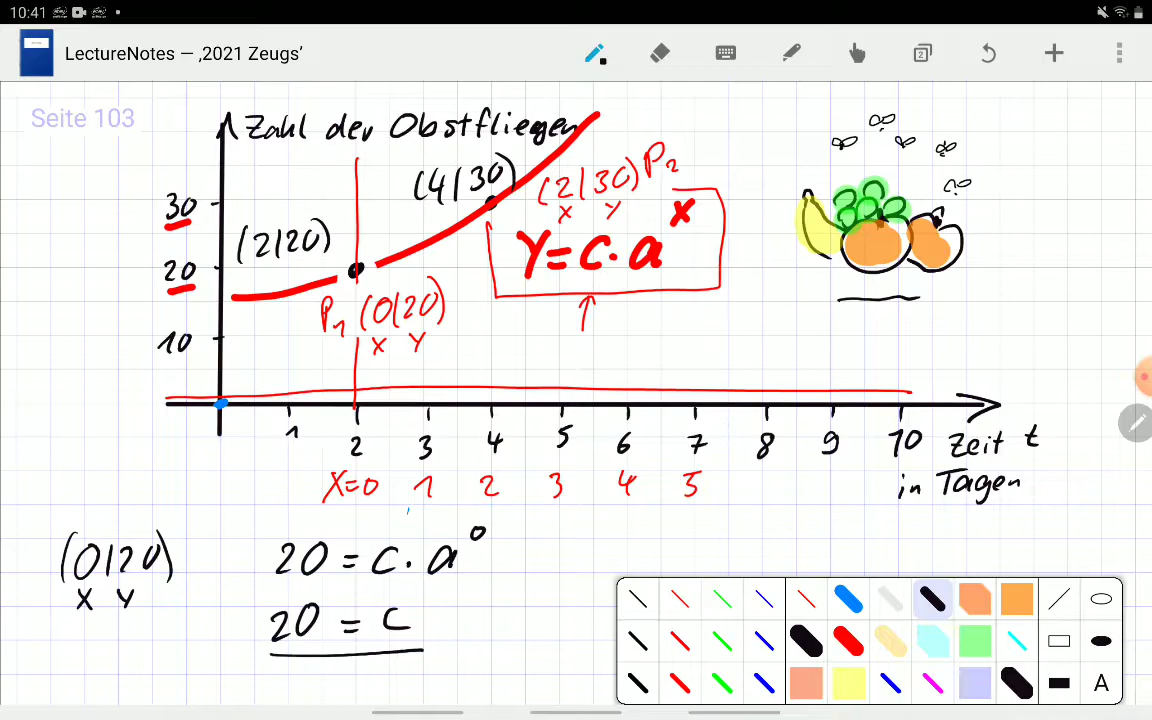 10:41
LectureNotes — ‚2021 Zeugs’
Seite 103
Zahl der Obstfliegen
30
(4|30)
(2|30) P₂
x y
(2|20)
y = c · a^x
20
P₁ (0|20)
x y
10
1 2 3 4 5 6 7 8 9 10 Zeit t
in Tagen
X=0 1 2 3 4 5
(0|20)
x y
20 = c · a^0
20 = c
2
A